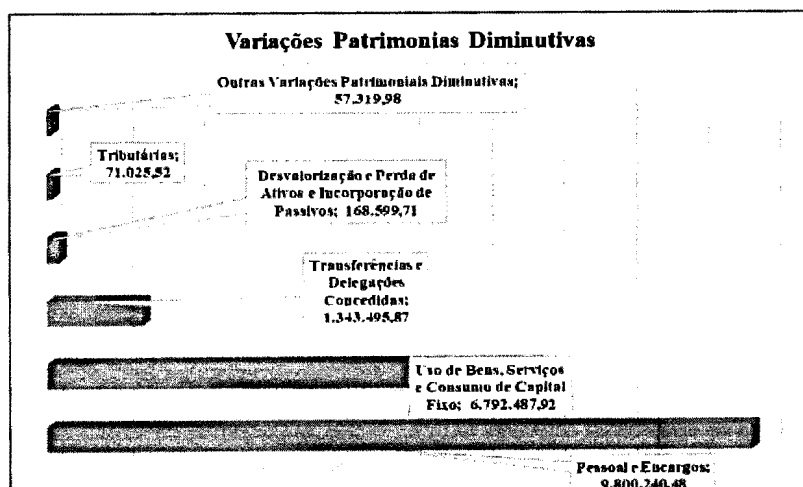 Variações Patrimonias Diminutivas
Outras Variações Patrimoniais Diminutivas;
57.319,98
Tributárias;
71.025,52
Desvalorização e Perda de
Ativos e Incorporação de
Passivos; 168.599,71
Transferências e
Delegações
Concedidas;
1.343.495,87
Uso de Bens, Serviços
e Consumo de Capital
Fixo; 6.792.487,92
Pessoal e Encargos;
9.800.240,48